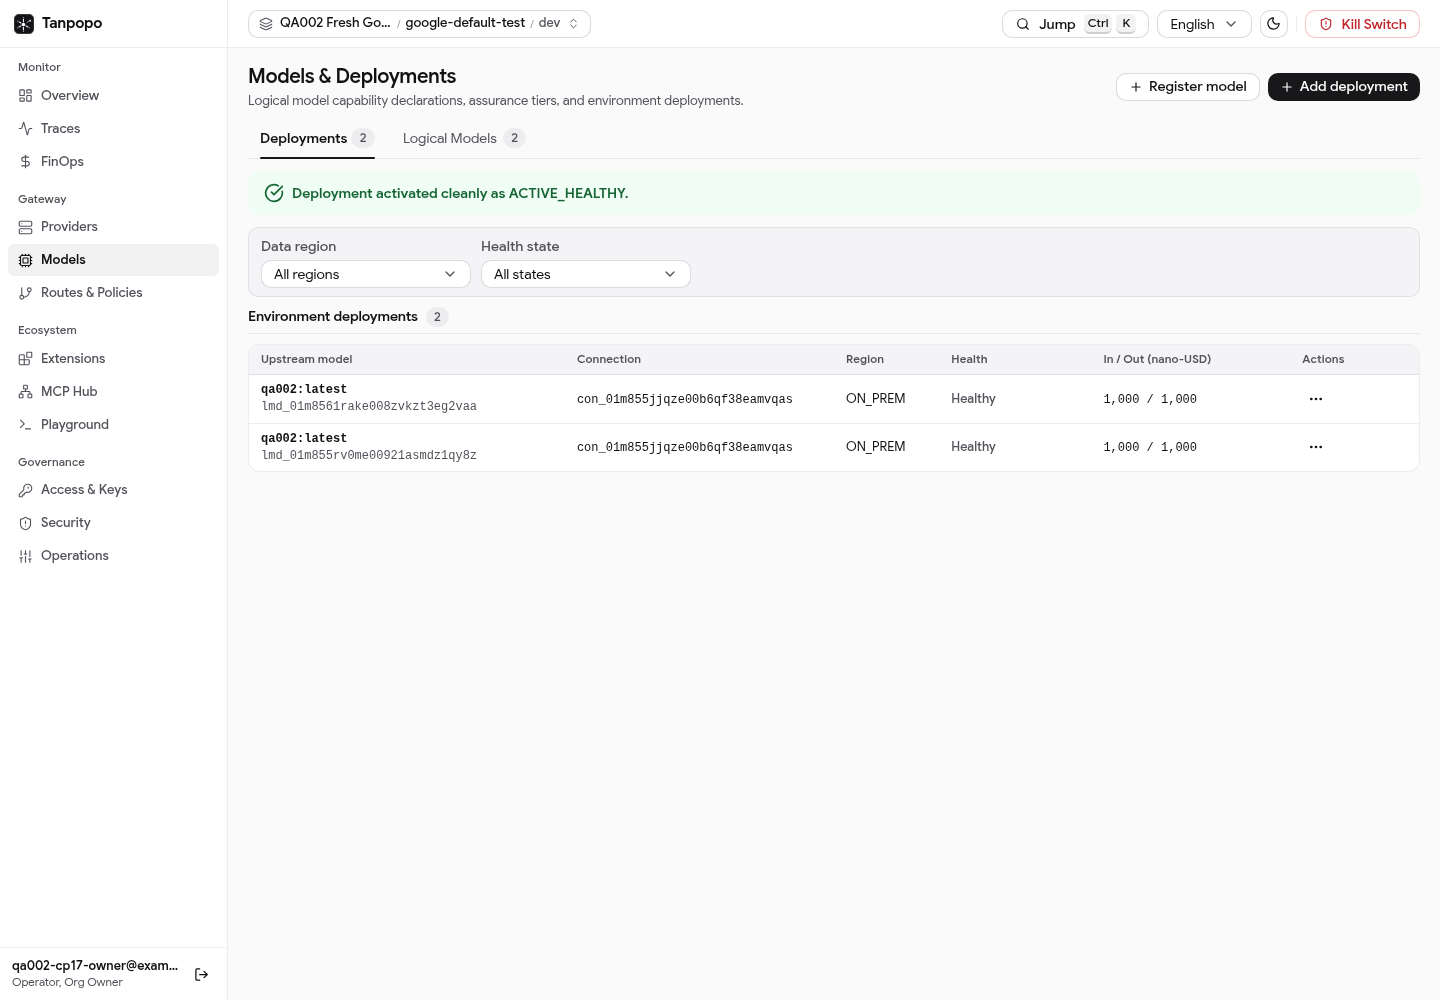 Tanpopo
QA002 Fresh Go... / google-default-test / dev
Jump Ctrl K
English
Kill Switch
Monitor
Overview
Traces
FinOps
Gateway
Providers
Models
Routes & Policies
Ecosystem
Extensions
MCP Hub
Playground
Governance
Access & Keys
Security
Operations
qa002-cp17-owner@exam...
Operator, Org Owner
Models & Deployments
Logical model capability declarations, assurance tiers, and environment deployments.
Register model
Add deployment
Deployments 2
Logical Models 2
Deployment activated cleanly as ACTIVE_HEALTHY.
Data region
All regions
Health state
All states
Environment deployments 2
Upstream model Connection Region Health In / Out (nano-USD) Actions
qa002:latest
lmd_01m8561rake008zvkzt3eg2vaa
con_01m855jjqze00b6qf38eamvqas ON_PREM Healthy 1,000 / 1,000
qa002:latest
lmd_01m855rv0me00921asmdz1qy8z
con_01m855jjqze00b6qf38eamvqas ON_PREM Healthy 1,000 / 1,000